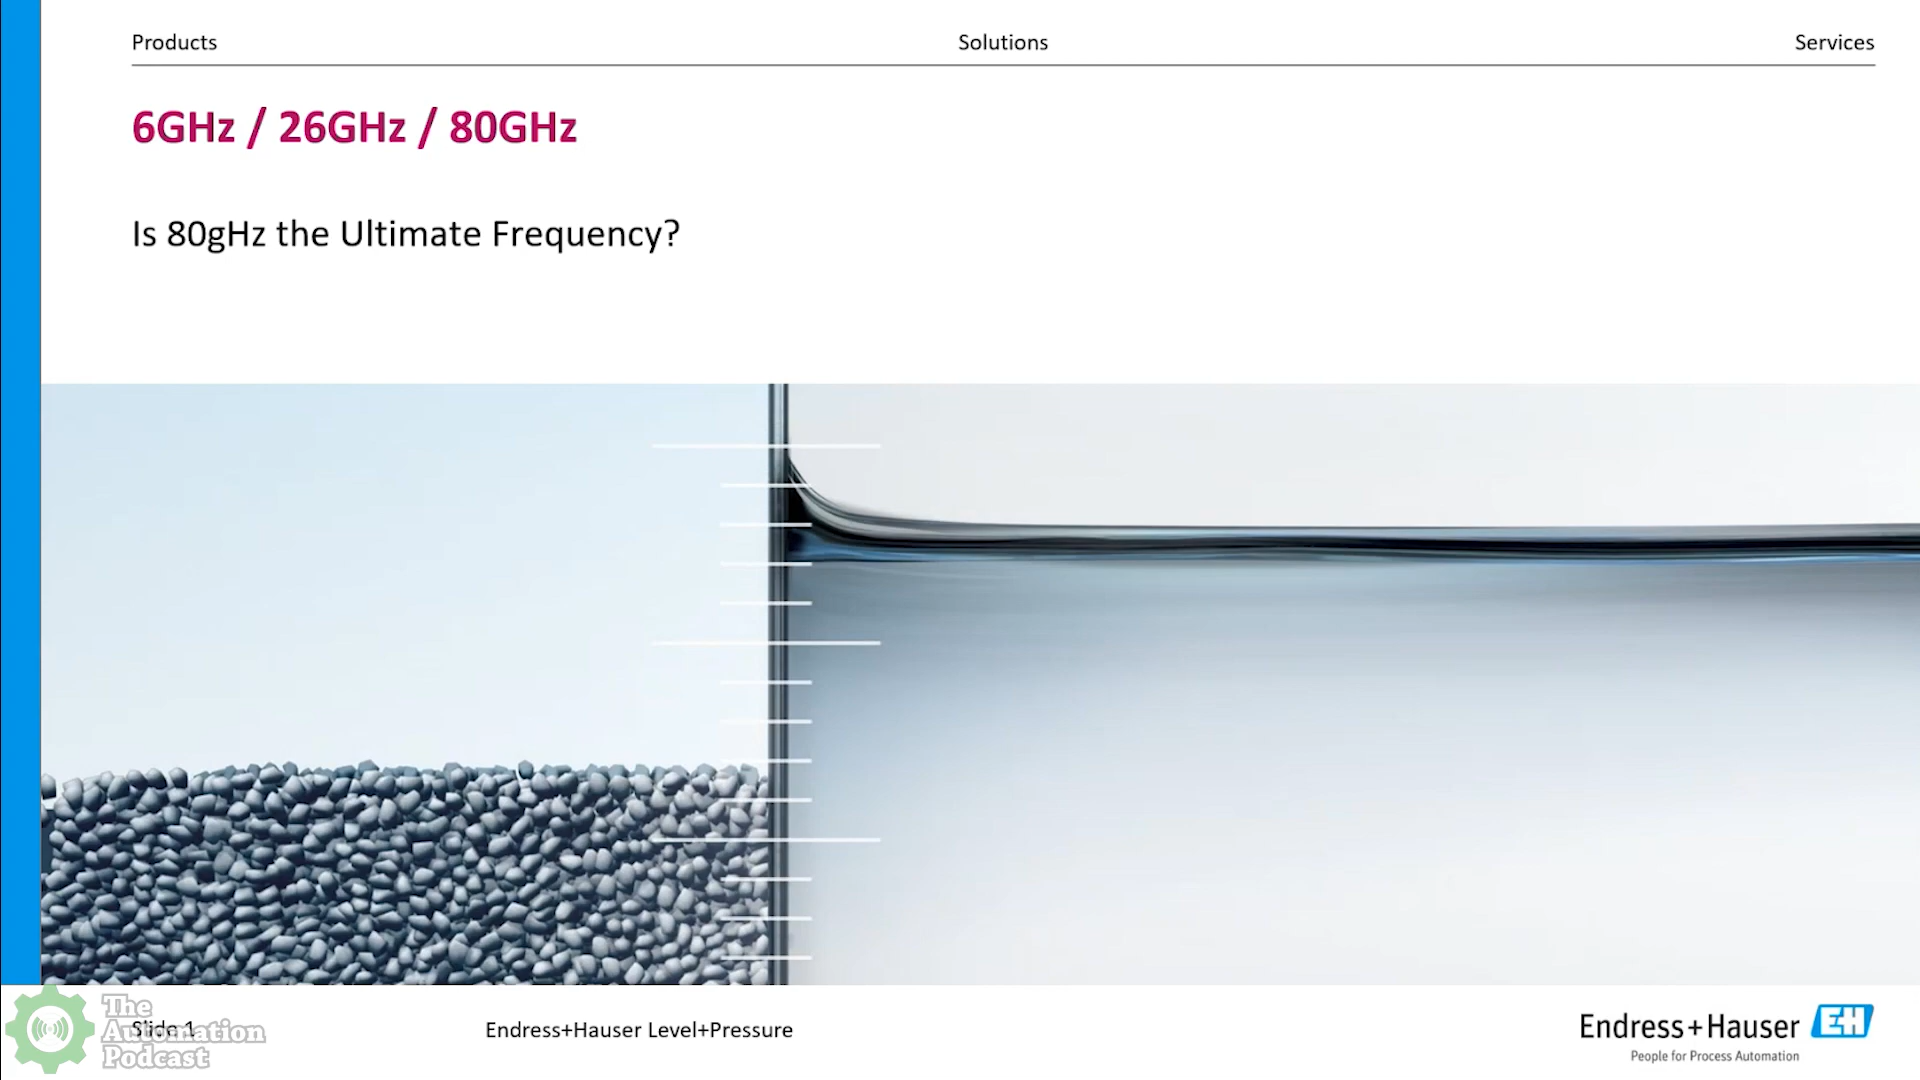 Products Solutions Services
6GHz / 26GHz / 80GHz
Is 80gHz the Ultimate Frequency?
The
Automation
Podcast
Slide 1
Endress+Hauser Level+Pressure
Endress+Hauser EH
People for Process Automation